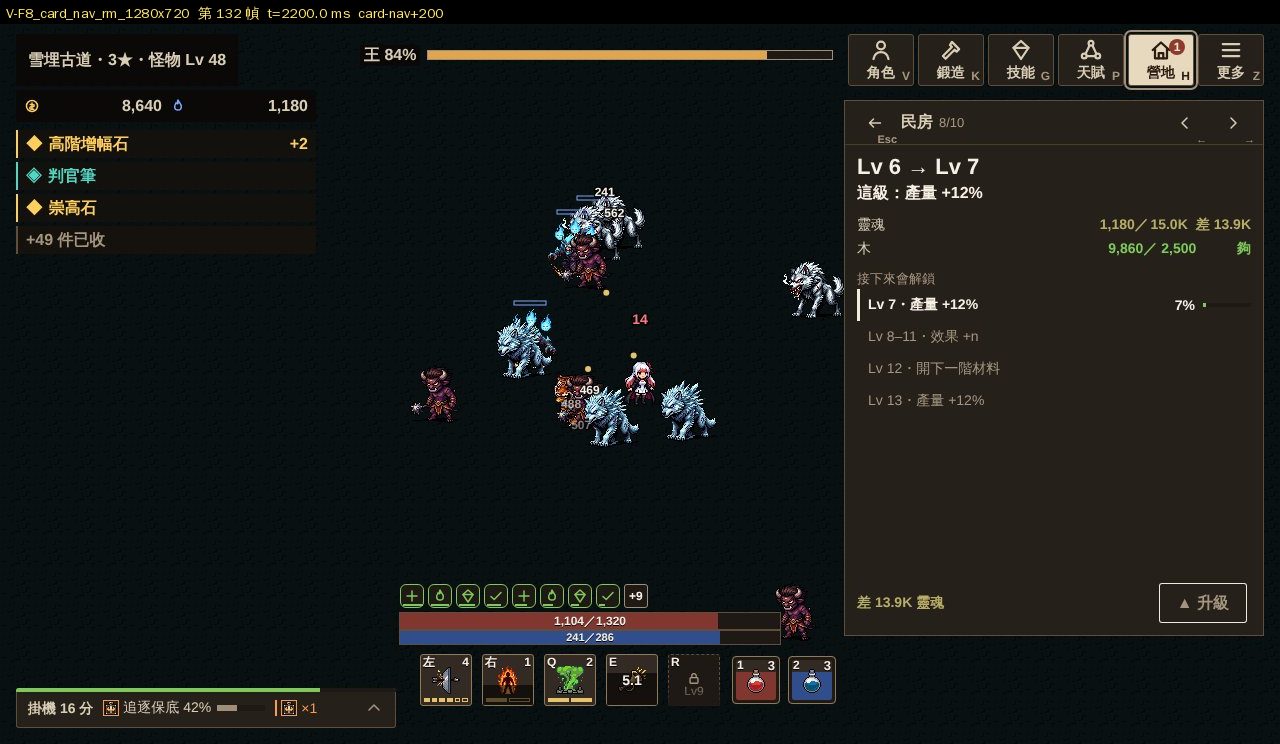 V-F8_card_nav_rm_1280x720 第 132 幀 t=2200.0 ms card-nav+200
雪埋古道・3★・怪物 Lv 48
王 84%
角色 V
鍛造 K
技能 G
天賦 P
營地 H 1
更多 Z
8,640 1,180
高階增幅石 +2
判官筆
崇高石
+49 件已收
民房 8/10
Esc ← →
Lv 6 → Lv 7
這級：產量 +12%
靈魂 1,180／15.0K 差 13.9K
木 9,860／2,500 夠
接下來會解鎖
Lv 7・產量 +12% 7%
Lv 8–11・效果 +n
Lv 12・開下一階材料
Lv 13・產量 +12%
差 13.9K 靈魂
▲ 升級
241
562
14
469
488
507
+9
1,104／1,320
241／286
左 4
右 1
Q 2
E 5.1
R Lv9
1 3
2 3
掛機 16 分 追逐保底 42% ×1